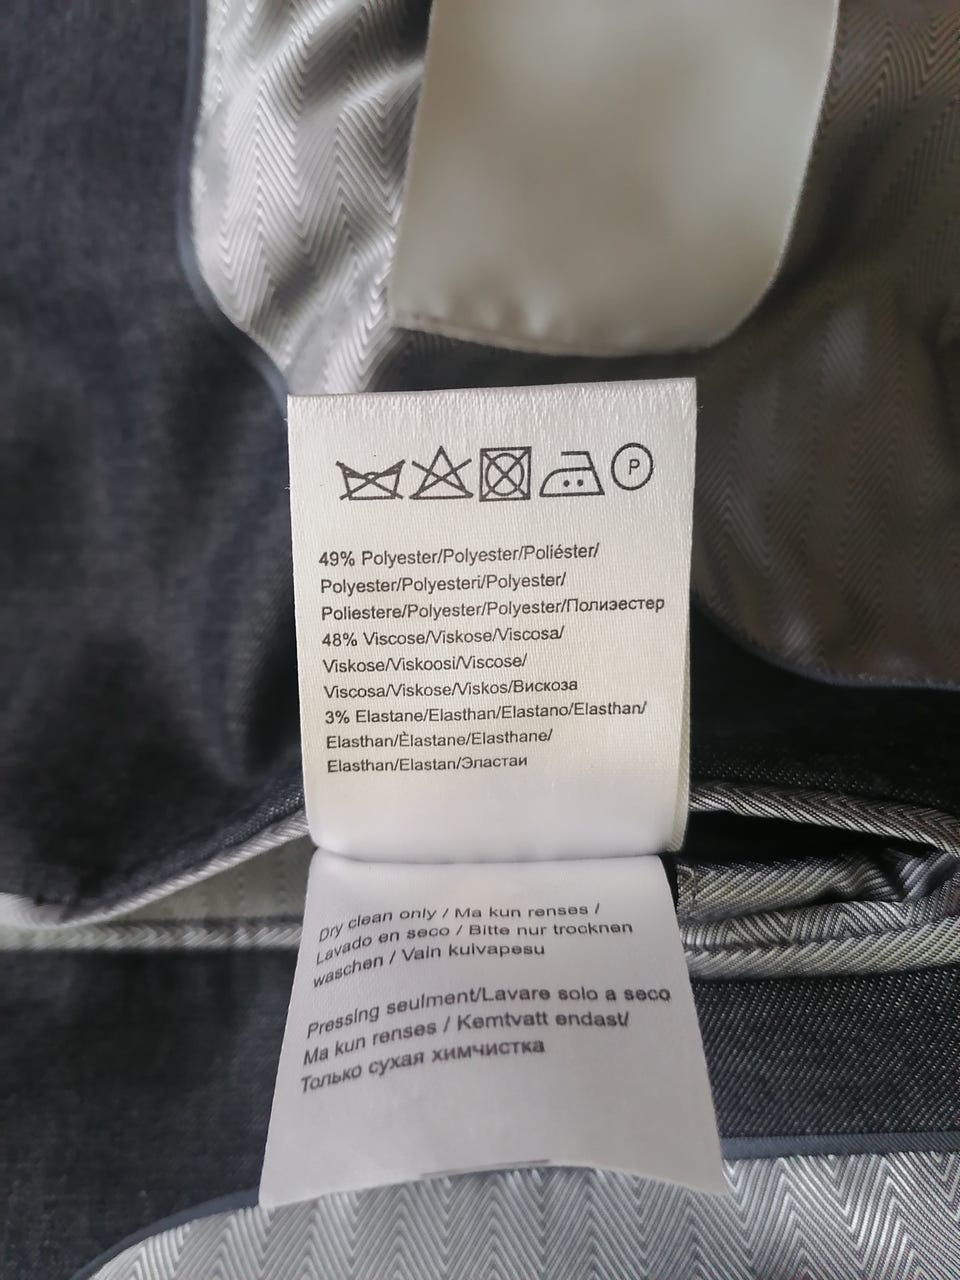 P
49% Polyester/Polyester/Poliéster/
Polyester/Polyesteri/Polyester/
Poliestere/Polyester/Polyester/Полиэестер
48% Viscose/Viskose/Viscosa/
Viskose/Viskoosi/Viscose/
Viscosa/Viskose/Viskos/Вискоза
3% Elastane/Elasthan/Elastano/Elasthan/
Elasthan/Èlastane/Elasthane/
Elasthan/Elastan/Эластаи
Dry clean only / Ma kun renses /
Lavado en seco / Bitte nur trocknen
waschen / Vain kuivapesu
Pressing seulment/Lavare solo a seco
Ma kun renses / Kemtvatt endast/
Только сухая химчистка